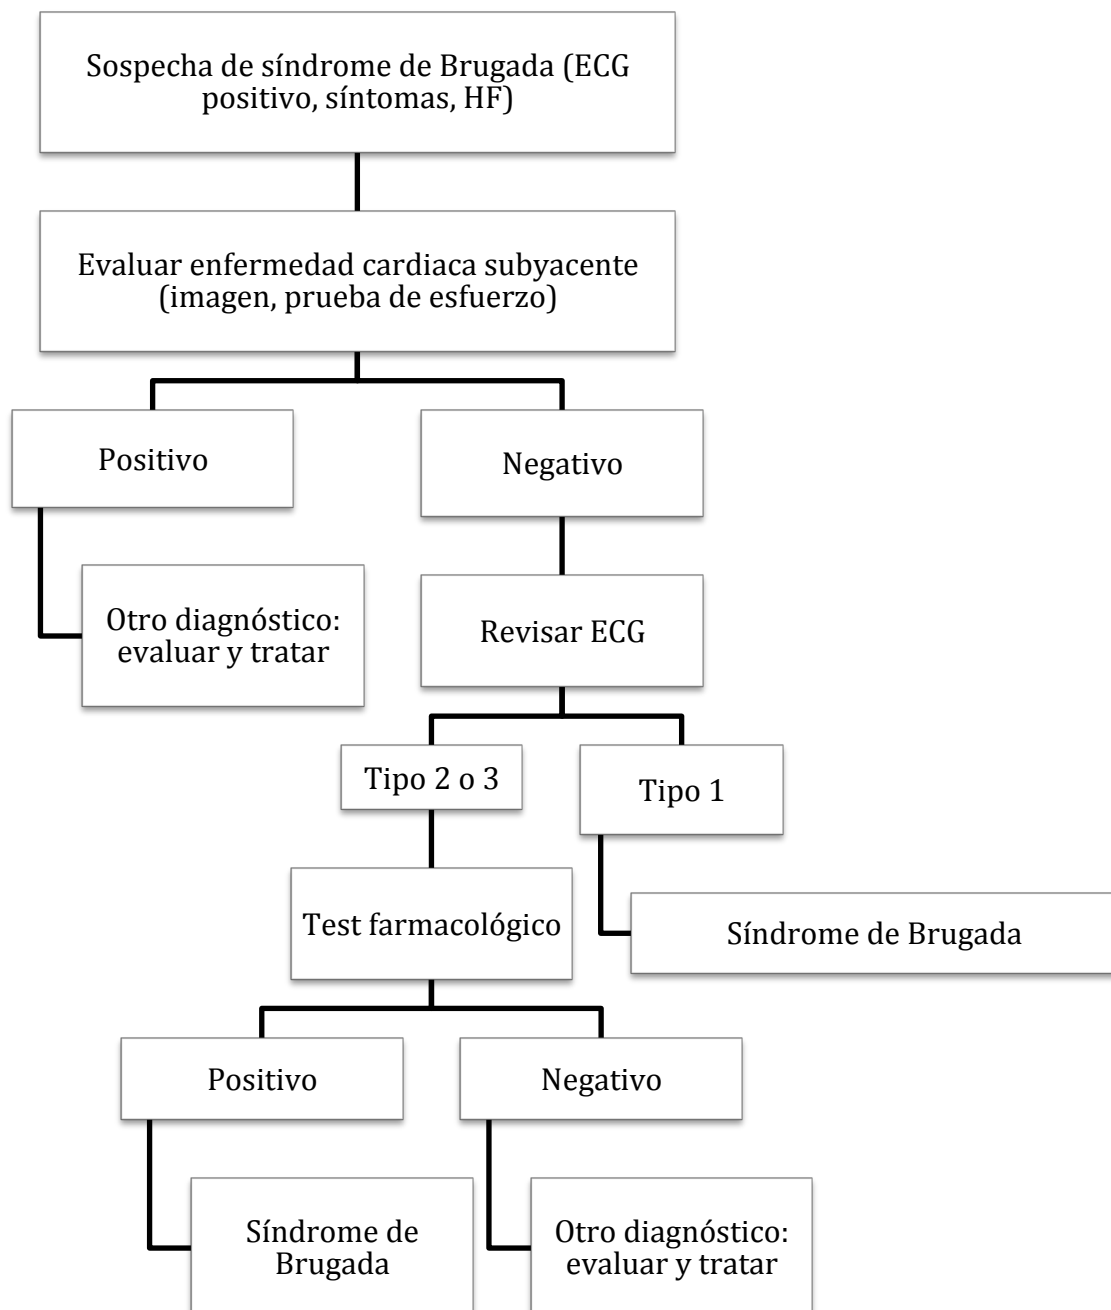 Sospecha de síndrome de Brugada (ECG
positivo, síntomas, HF)
Evaluar enfermedad cardiaca subyacente
(imagen, prueba de esfuerzo)
Positivo
Negativo
Otro diagnóstico:
evaluar y tratar
Revisar ECG
Tipo 2 o 3
Tipo 1
Test farmacológico
Síndrome de Brugada
Positivo
Negativo
Síndrome de
Brugada
Otro diagnóstico:
evaluar y tratar